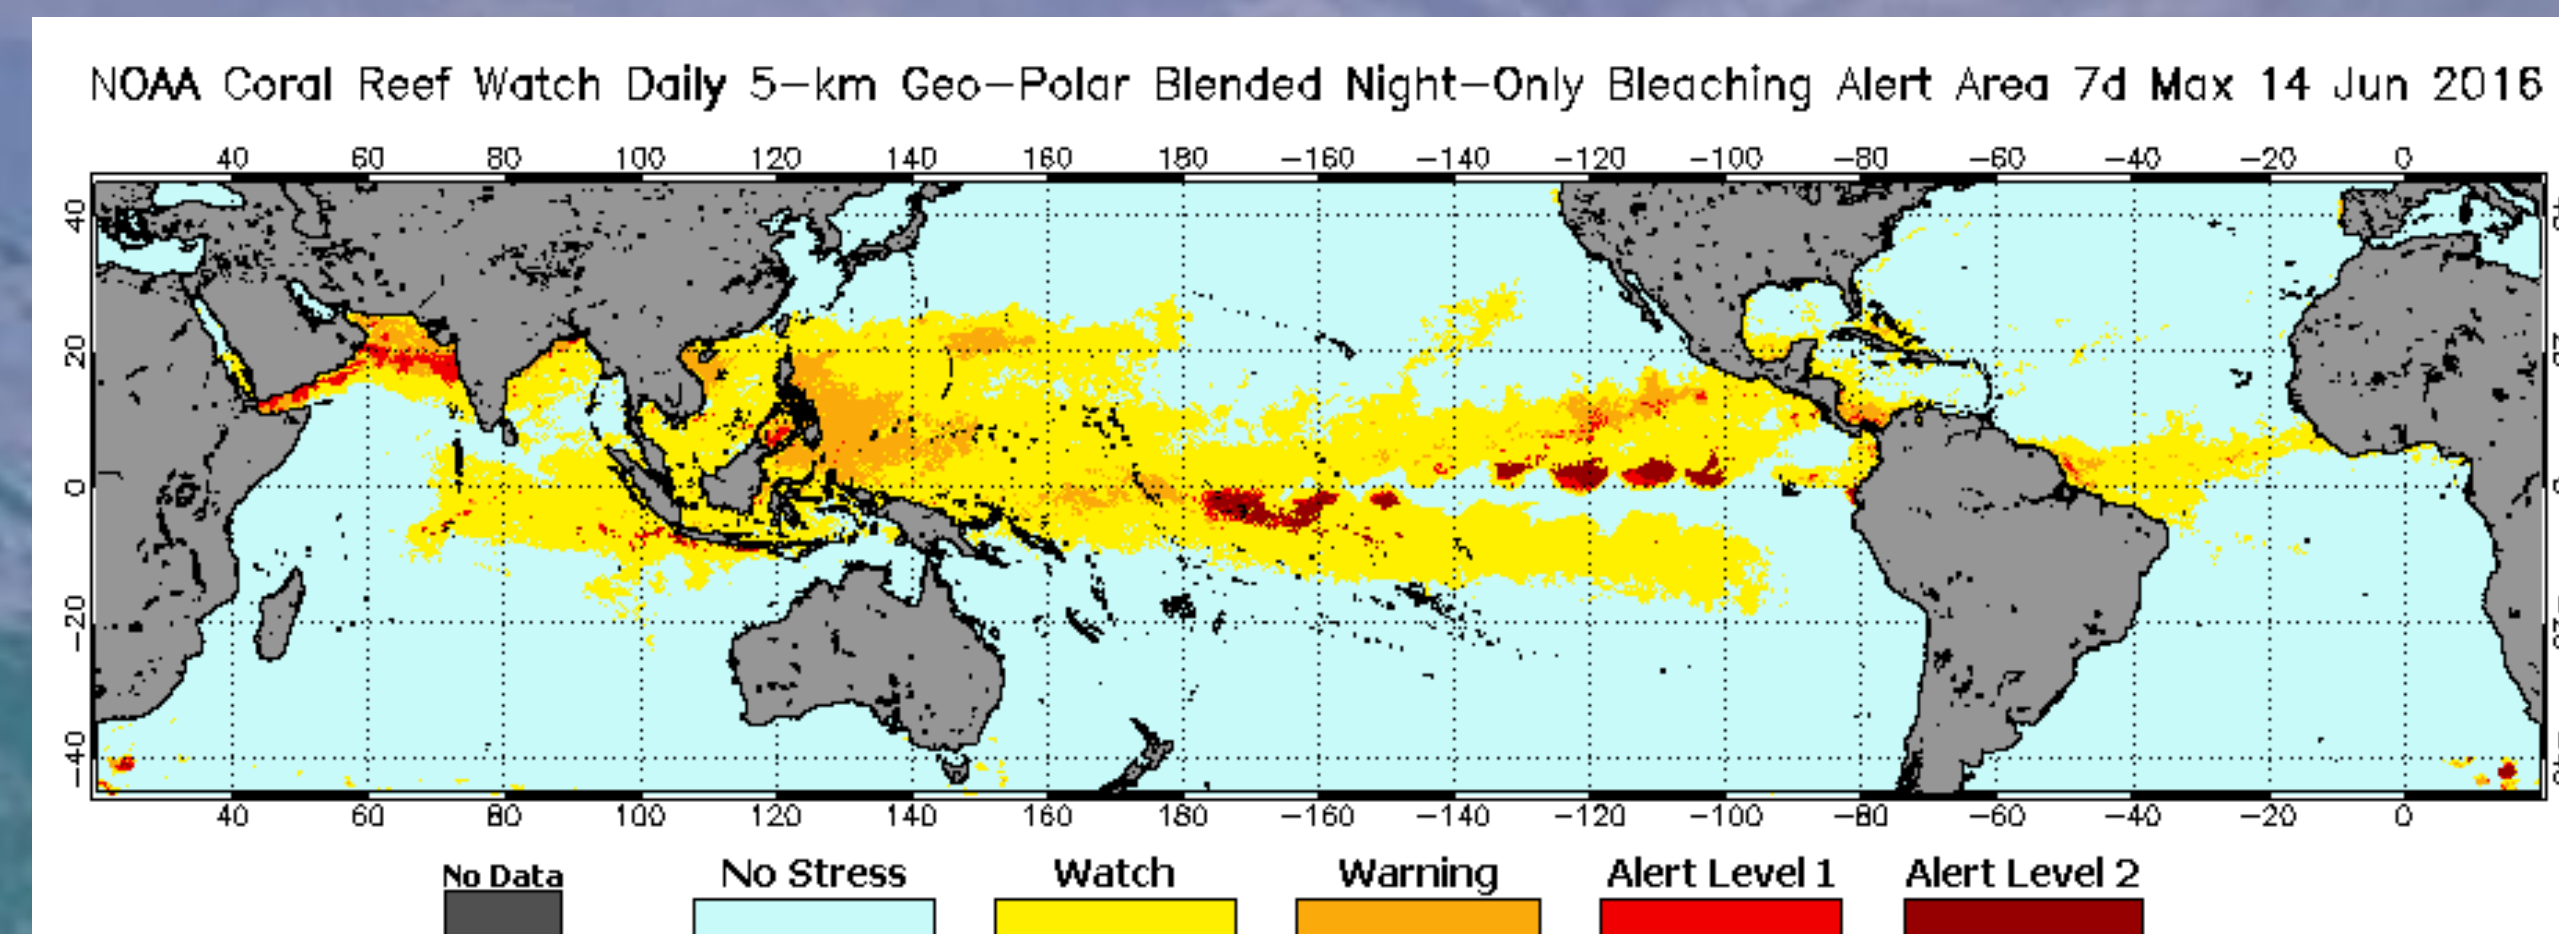 NOAA Coral Reef Watch Daily 5-km Geo-Polar Blended Night-Only Bleaching Alert Area 7d Max 14 Jun 2016
40 60 80 100 120 140 160 180 -160 -140 -120 -100 -80 -60 -40 -20 0
40
20
0
-20
-40
40 60 80 100 120 140 160 180 -160 -140 -120 -100 -80 -60 -40 -20 0
No Data No Stress Watch Warning Alert Level 1 Alert Level 2